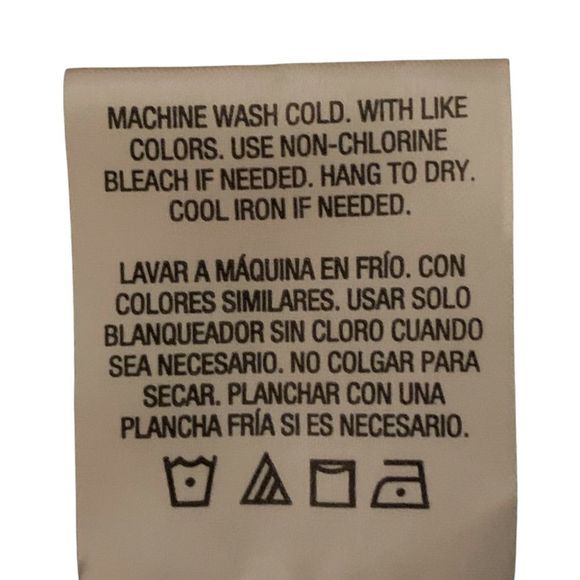 MACHINE WASH COLD. WITH LIKE
COLORS. USE NON-CHLORINE
BLEACH IF NEEDED. HANG TO DRY.
COOL IRON IF NEEDED.
LAVAR A MÁQUINA EN FRÍO. CON
COLORES SIMILARES. USAR SOLO
BLANQUEADOR SIN CLORO CUANDO
SEA NECESARIO. NO COLGAR PARA
SECAR. PLANCHAR CON UNA
PLANCHA FRÍA SI ES NECESARIO.